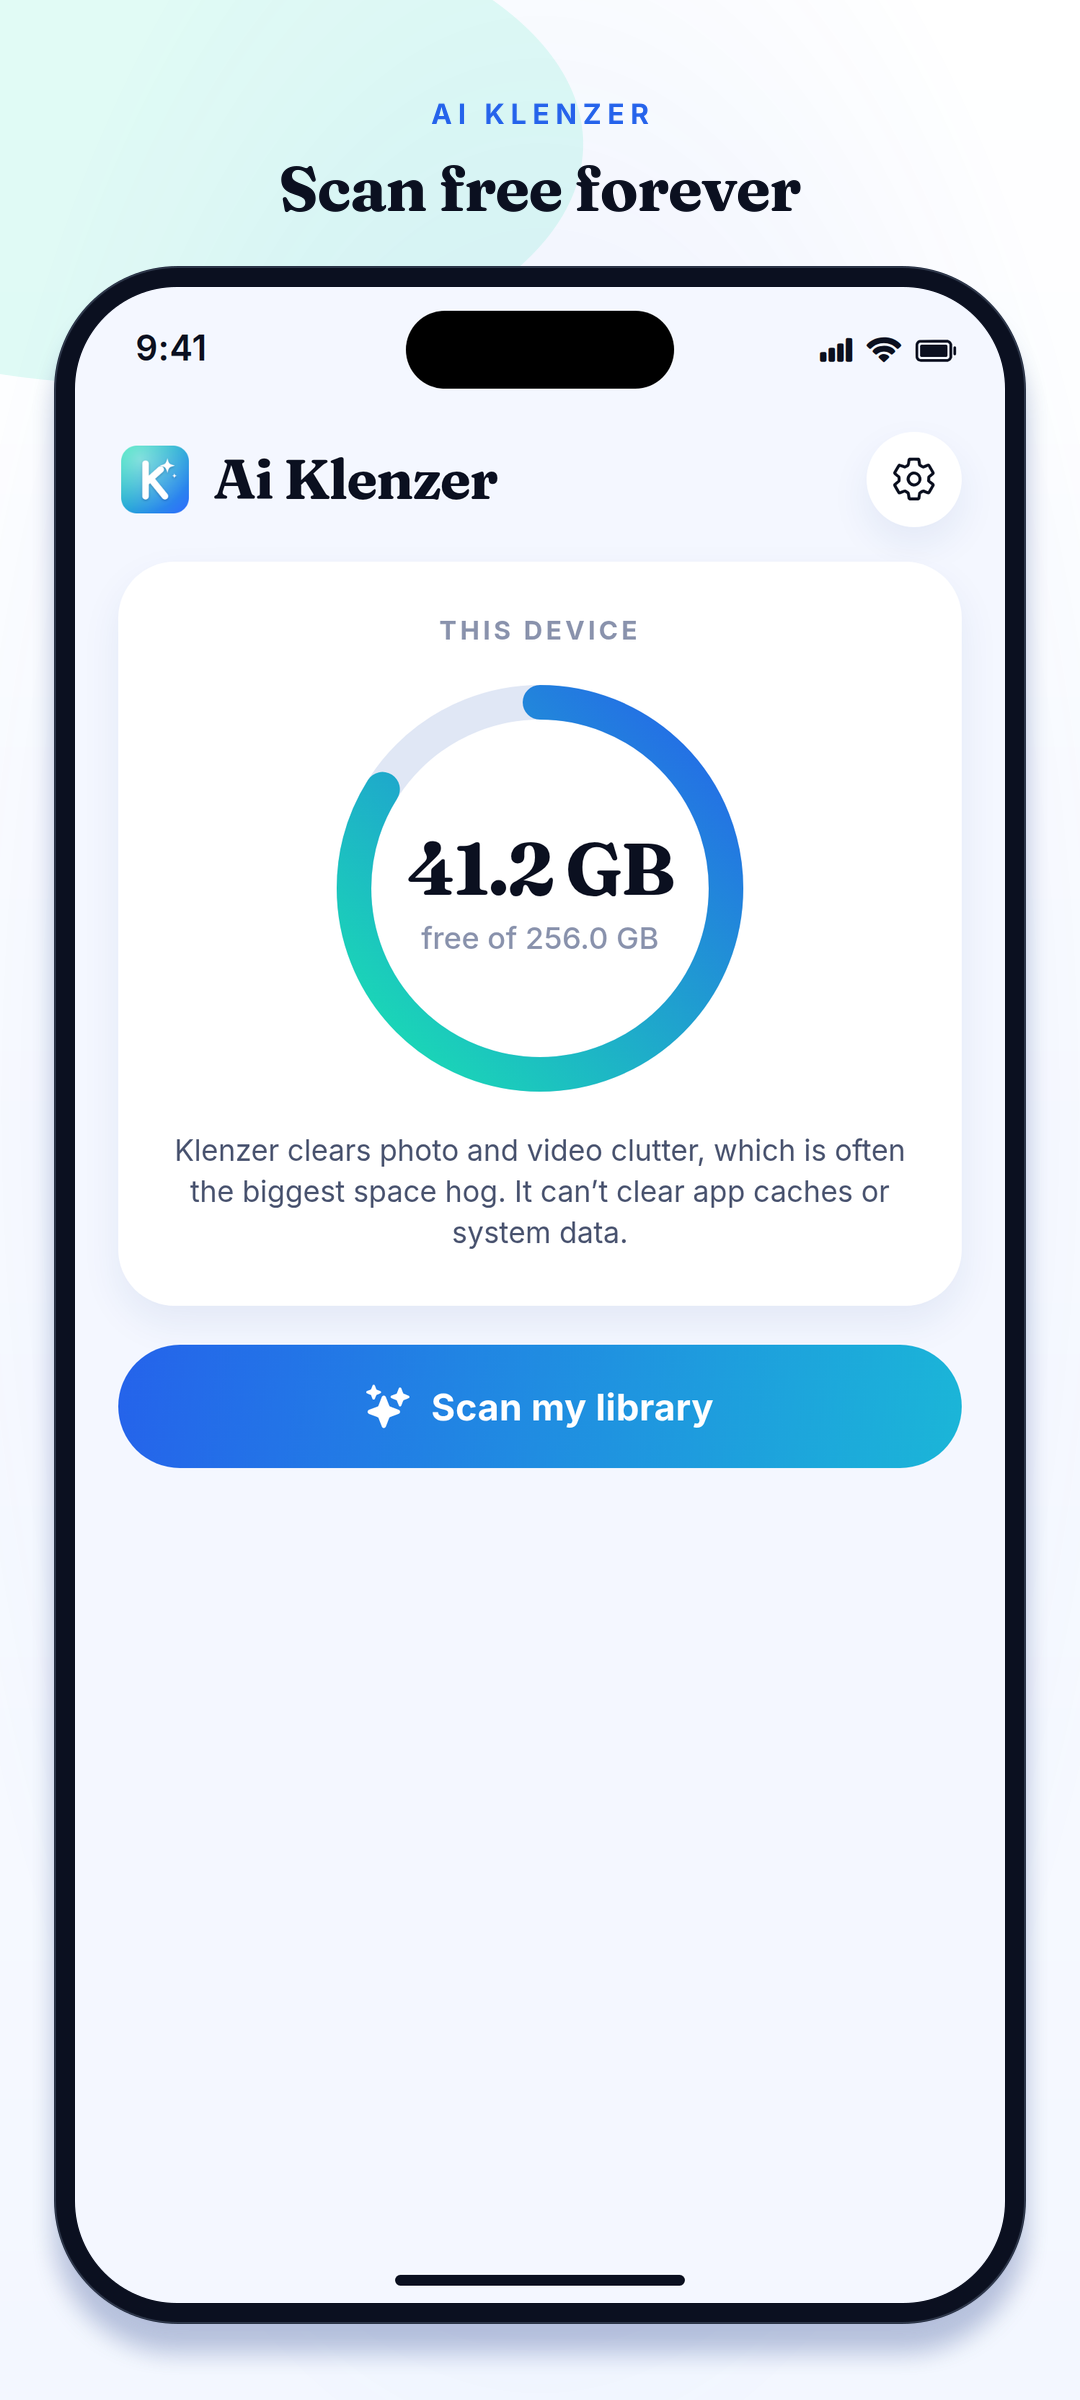 AI KLENZER
Scan free forever
9:41
K
Ai Klenzer
THIS DEVICE
41.2 GB
free of 256.0 GB
Klenzer clears photo and video clutter, which is often
the biggest space hog. It can’t clear app caches or
system data.
Scan my library